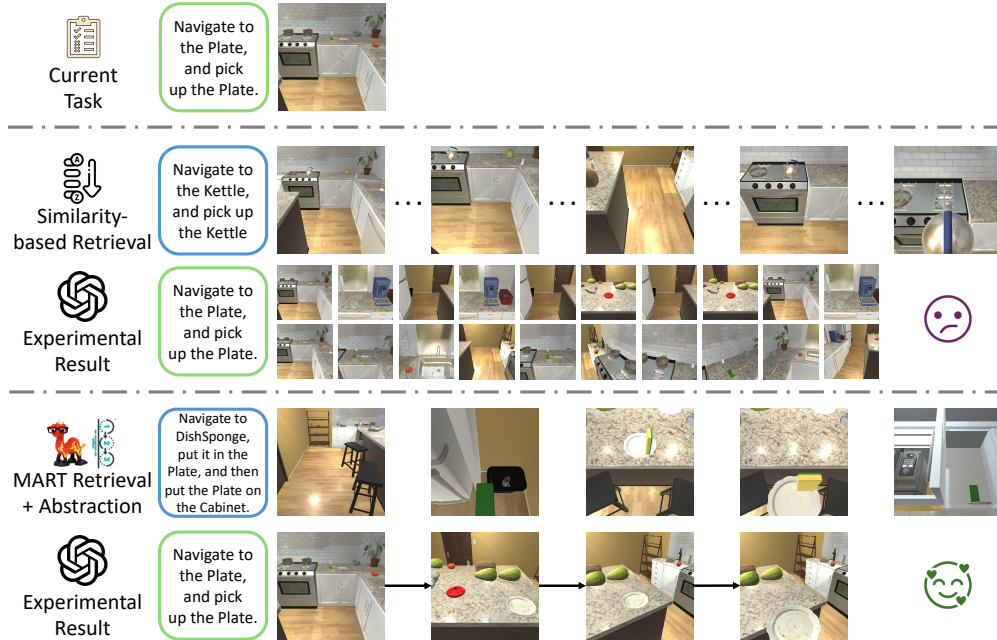 Current
Task
Navigate to
the Plate,
and pick
up the Plate.
A
Z
Similarity-
based Retrieval
Navigate to
the Kettle,
and pick up
the Kettle
... ... ... ...
Experimental
Result
Navigate to
the Plate,
and pick
up the Plate.
1
2
3
MART Retrieval
+ Abstraction
Navigate to
DishSponge,
put it in the
Plate, and then
put the Plate on
the Cabinet.
Experimental
Result
Navigate to
the Plate,
and pick
up the Plate.